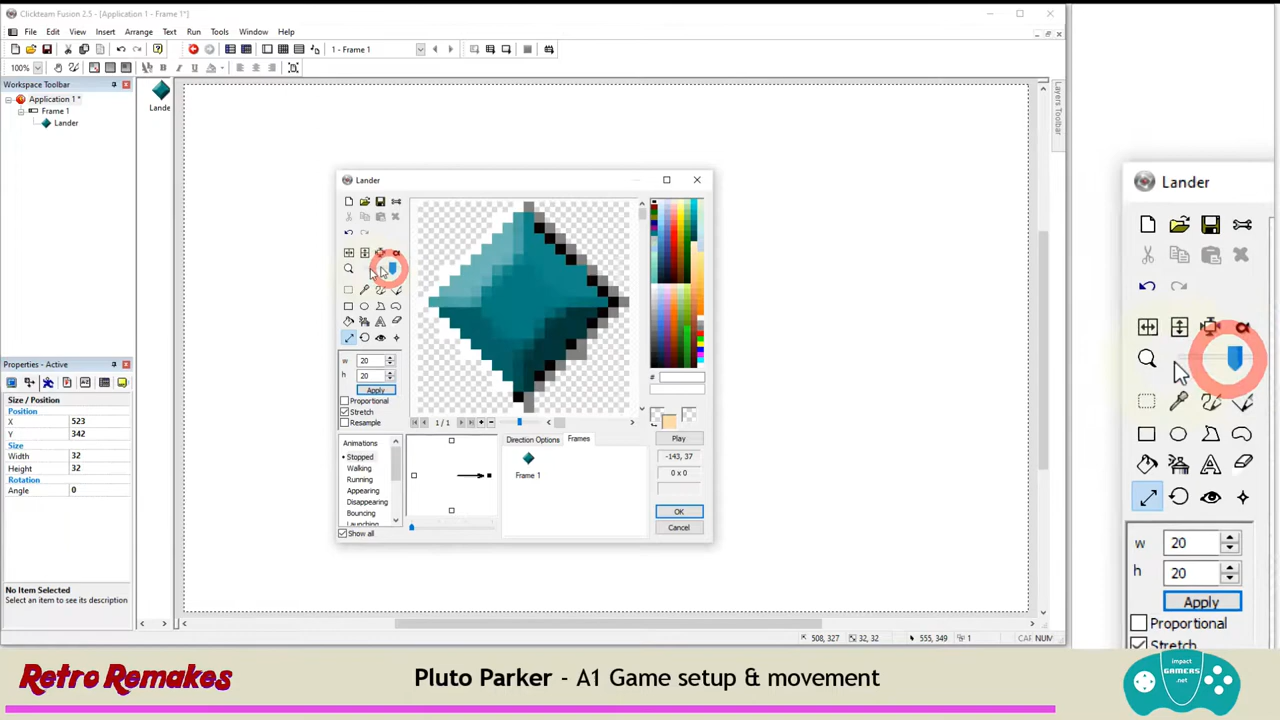 Clickteam Fusion 2.5 - [Application 1 - Frame 1*]
File Edit View Insert Arrange Text Run Tools Window Help
1 - Frame 1
100%
Workspace Toolbar
Application 1 *
Frame 1
Lander
Lander
Layers Toolbar
Properties - Active
Size / Position
Position
X 523
Y 342
Size
Width 32
Height 32
Rotation
Angle 0
No Item Selected
Select an item to see its description
Lander
w 20
h 20
Apply
Proportional
Stretch
Resample
1 / 1
#
Animations
Stopped
Walking
Running
Appearing
Disappearing
Bouncing
Launching
Show all
Direction Options Frames
Frame 1
Play
-143, 37
0 x 0
OK
Cancel
508, 327 32, 32 555, 349 1 NUM
Lander
w 20
h 20
Apply
Proportional
Stretch
Retro Remakes
Pluto Parker - A1 Game setup & movement
impact
GAMERS
.net